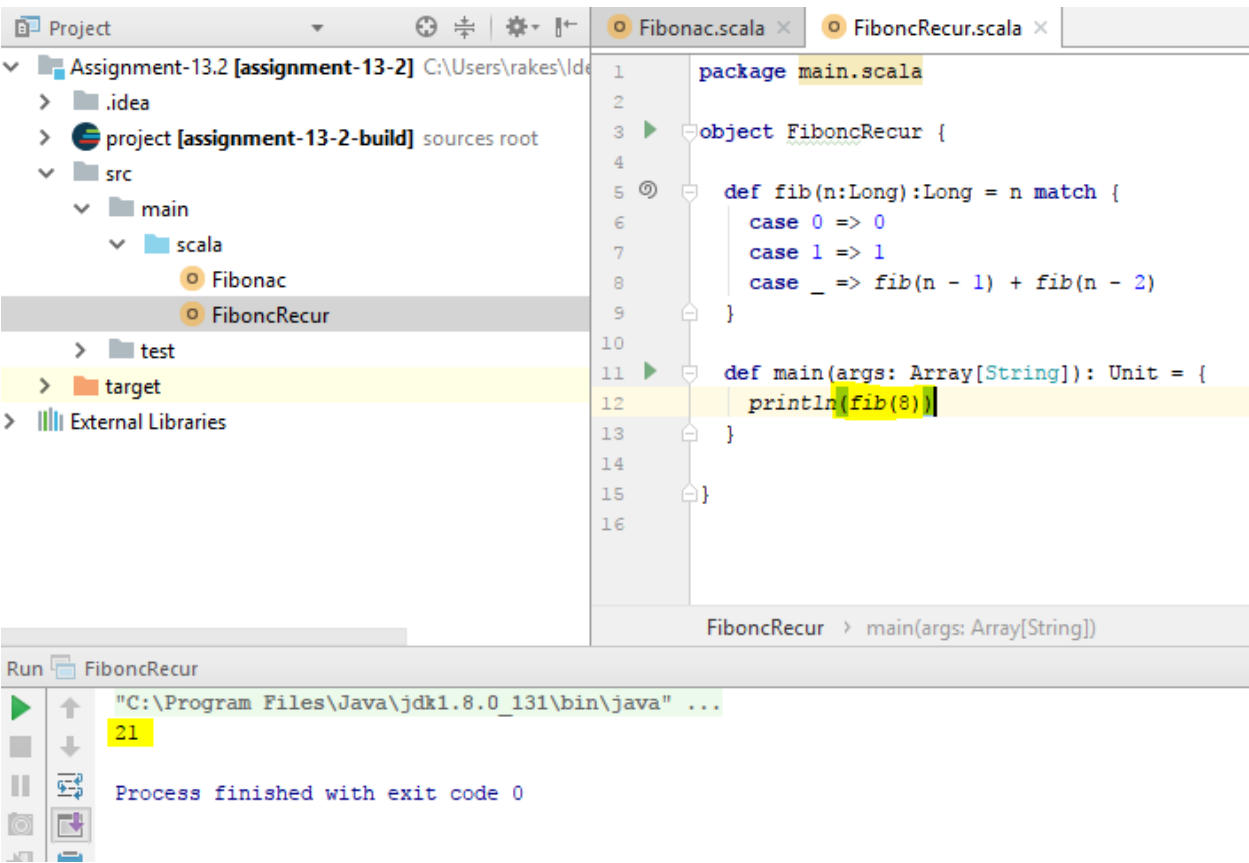 Project
Assignment-13.2 [assignment-13-2] C:\Users\rakes\Ide
.idea
project [assignment-13-2-build] sources root
src
main
scala
Fibonac
FiboncRecur
test
target
External Libraries
Fibonac.scala
FiboncRecur.scala
1 package main.scala
2
3 object FiboncRecur {
4
5 def fib(n:Long):Long = n match {
6 case 0 => 0
7 case 1 => 1
8 case _ => fib(n - 1) + fib(n - 2)
9 }
10
11 def main(args: Array[String]): Unit = {
12 println(fib(8))
13 }
14
15 }
16
FiboncRecur > main(args: Array[String])
Run FiboncRecur
"C:\Program Files\Java\jdk1.8.0_131\bin\java" ...
21
Process finished with exit code 0